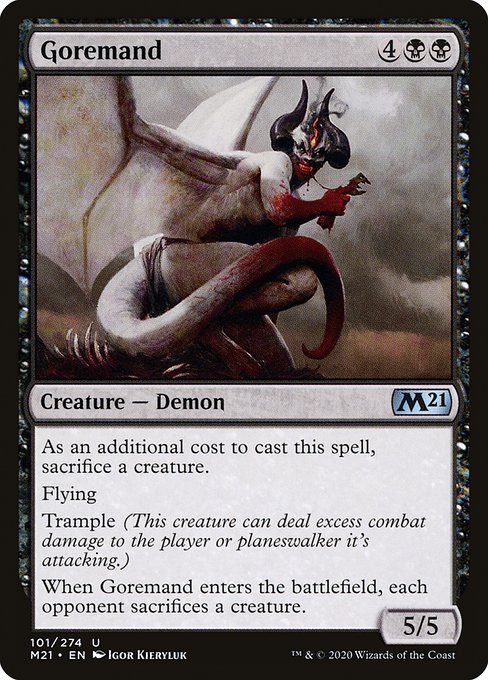 Goremand 4
Creature — Demon M21
As an additional cost to cast this spell,
sacrifice a creature.
Flying
Trample (This creature can deal excess combat
damage to the player or planeswalker it's
attacking.)
When Goremand enters the battlefield, each
opponent sacrifices a creature.
5/5
101/274 U
M21 • EN Igor Kieryluk
™ & © 2020 Wizards of the Coast